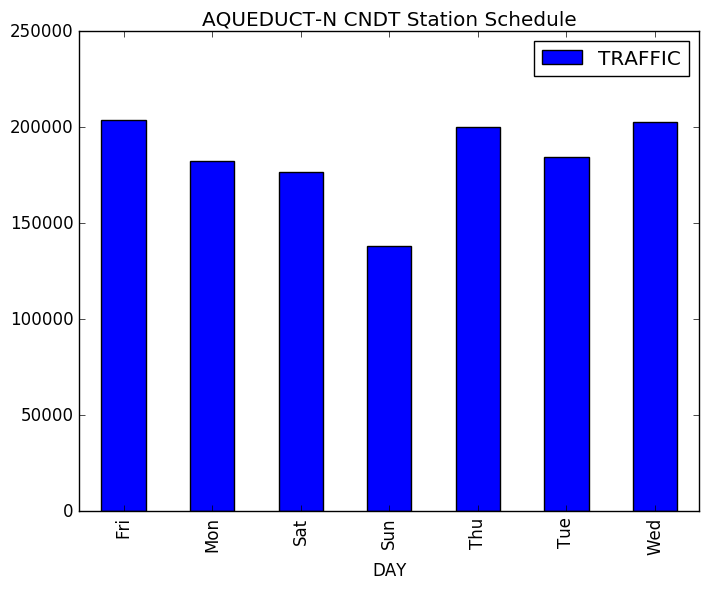 AQUEDUCT-N CNDT Station Schedule
TRAFFIC
250000
200000
150000
100000
50000
0
Fri
Mon
Sat
Sun
Thu
Tue
Wed
DAY